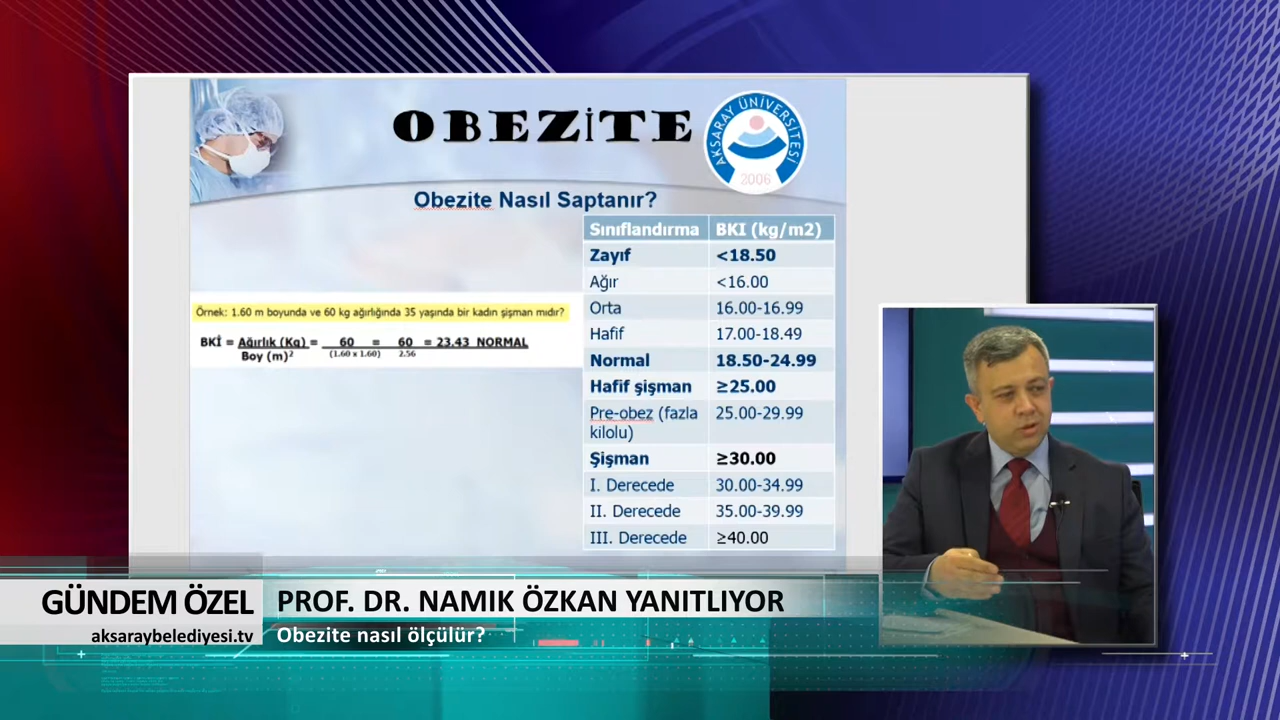 OBEZİTE
AKSARAY ÜNİVERSİTESİ
2006
Obezite Nasıl Saptanır?
Sınıflandırma BKI (kg/m2)
Zayıf <18.50
Ağır <16.00
Orta 16.00-16.99
Hafif 17.00-18.49
Normal 18.50-24.99
Hafif şişman ≥25.00
Pre-obez (fazla kilolu) 25.00-29.99
Şişman ≥30.00
I. Derecede 30.00-34.99
II. Derecede 35.00-39.99
III. Derecede ≥40.00
Örnek: 1.60 m boyunda ve 60 kg ağırlığında 35 yaşında bir kadın şişman mıdır?
BKİ = Ağırlık (Kg) = 60 = 60 = 23.43 NORMAL
Boy (m)² (1.60 x 1.60) 2.56
GÜNDEM ÖZEL
aksaraybelediyesi.tv
PROF. DR. NAMIK ÖZKAN YANITLIYOR
Obezite nasıl ölçülür?